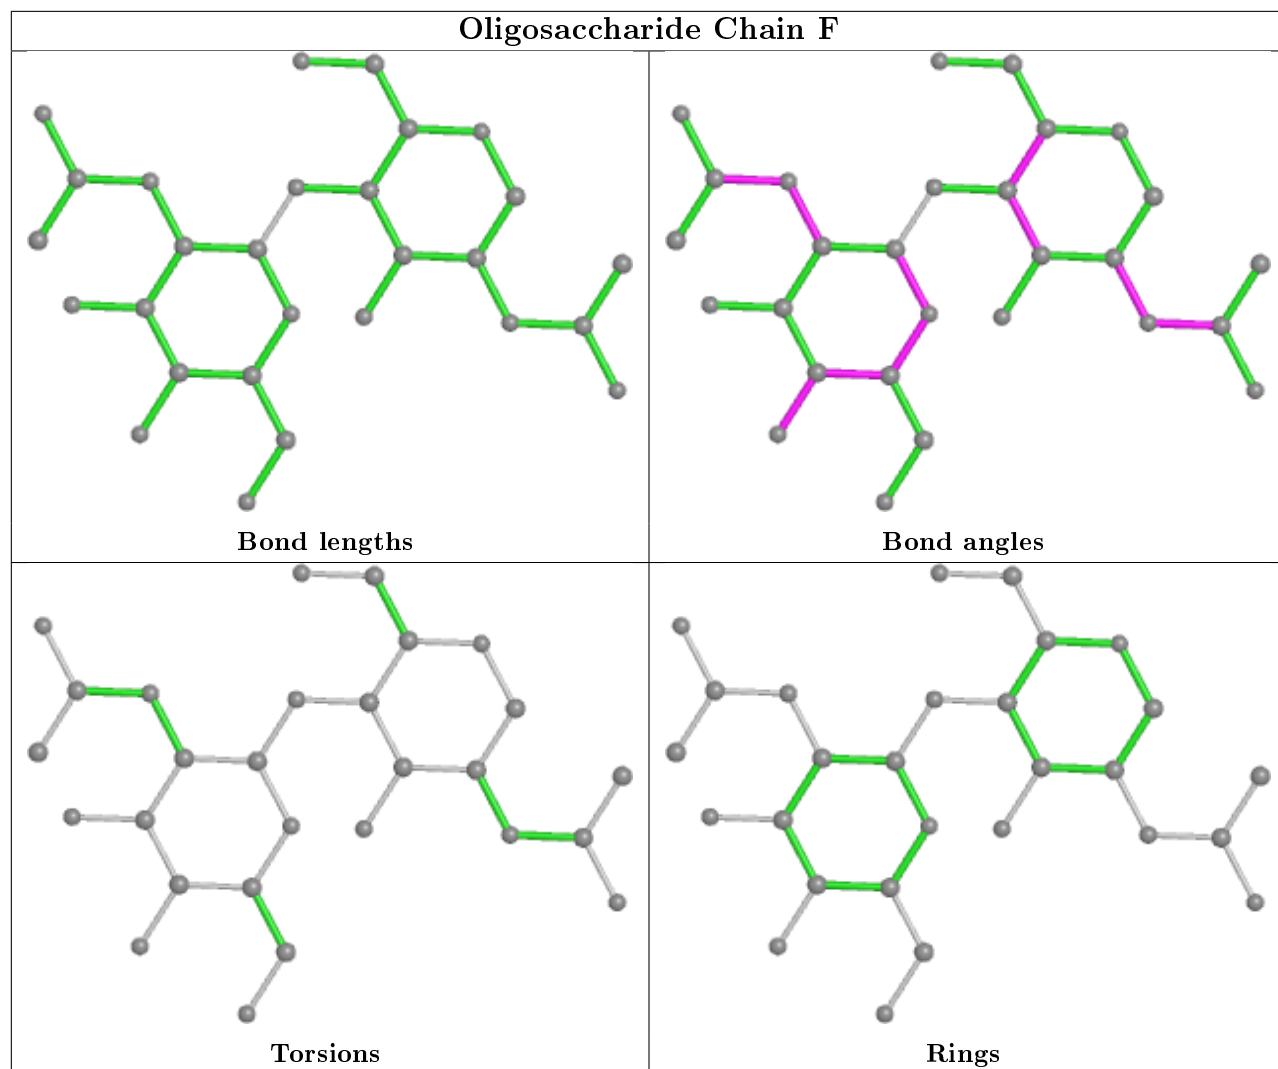 Oligosaccharide Chain F
Bond lengths
Bond angles
Torsions
Rings